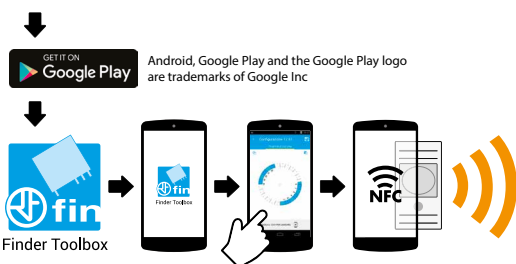 GET IT ON
Google Play
Android, Google Play and the Google Play logo
are trademarks of Google Inc
fin
Finder Toolbox
fin
Finder Toolbox
NFC